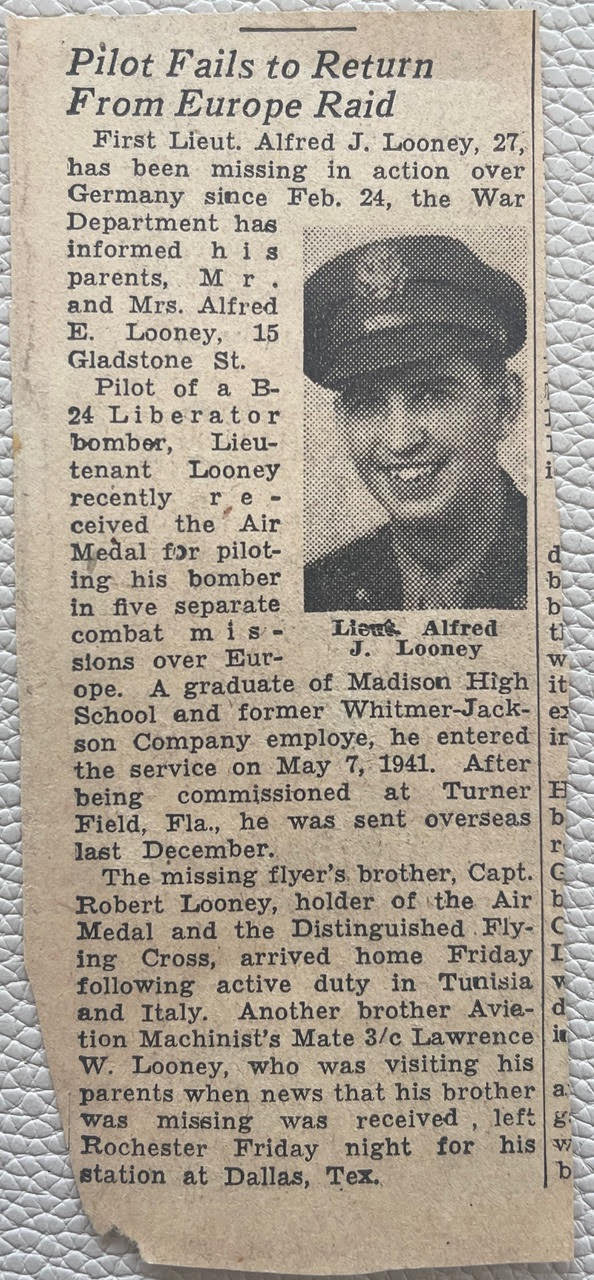 Pilot Fails to Return
From Europe Raid
First Lieut. Alfred J. Looney, 27,
has been missing in action over
Germany since Feb. 24, the War
Department has
informed his
parents, Mr.
and Mrs. Alfred
E. Looney, 15
Gladstone St.
Pilot of a B-
24 Liberator
bomber, Lieu-
tenant Looney
recently re-
ceived the Air
Medal for pilot-
ing his bomber
in five separate
combat mis-
sions over Eur-
Lieut. Alfred
J. Looney
ope. A graduate of Madison High
School and former Whitmer-Jack-
son Company employe, he entered
the service on May 7, 1941. After
being commissioned at Turner
Field, Fla., he was sent overseas
last December.
The missing flyer's brother, Capt.
Robert Looney, holder of the Air
Medal and the Distinguished Fly-
ing Cross, arrived home Friday
following active duty in Tunisia
and Italy. Another brother Avia-
tion Machinist's Mate 3/c Lawrence
W. Looney, who was visiting his
parents when news that his brother
was missing was received, left
Rochester Friday night for his
station at Dallas, Tex.